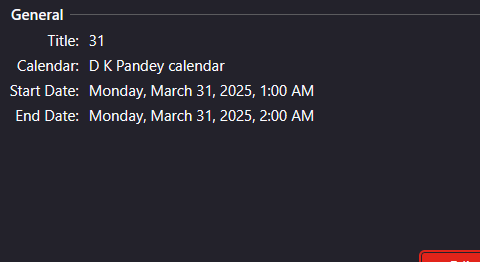 General
Title: 31
Calendar: D K Pandey calendar
Start Date: Monday, March 31, 2025, 1:00 AM
End Date: Monday, March 31, 2025, 2:00 AM